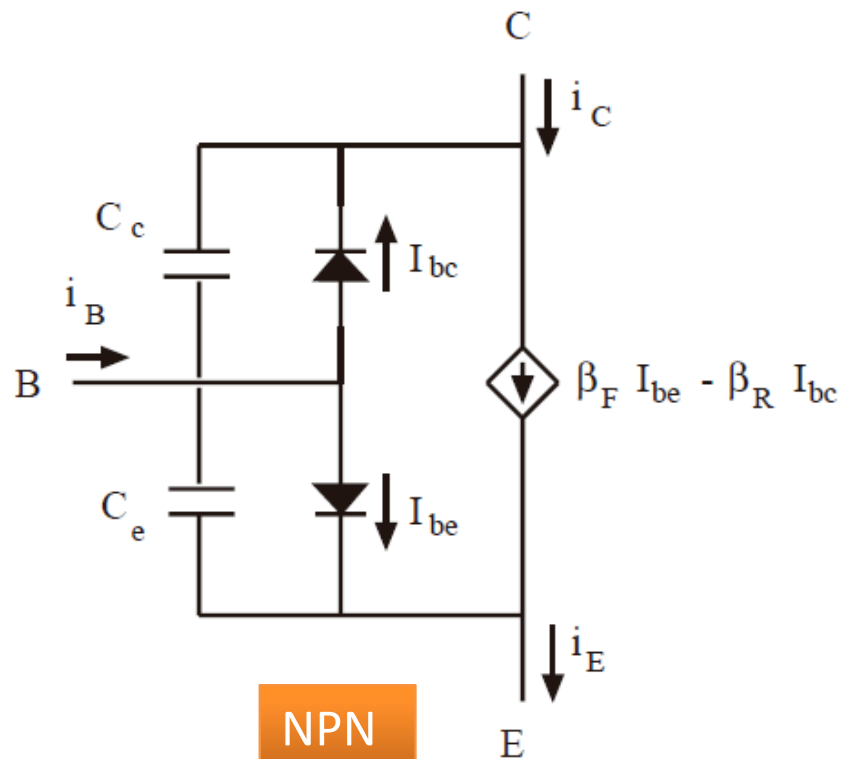 C
i C
C c
I bc
i B
B
β F I be - β R I bc
C e
I be
i E
NPN
E